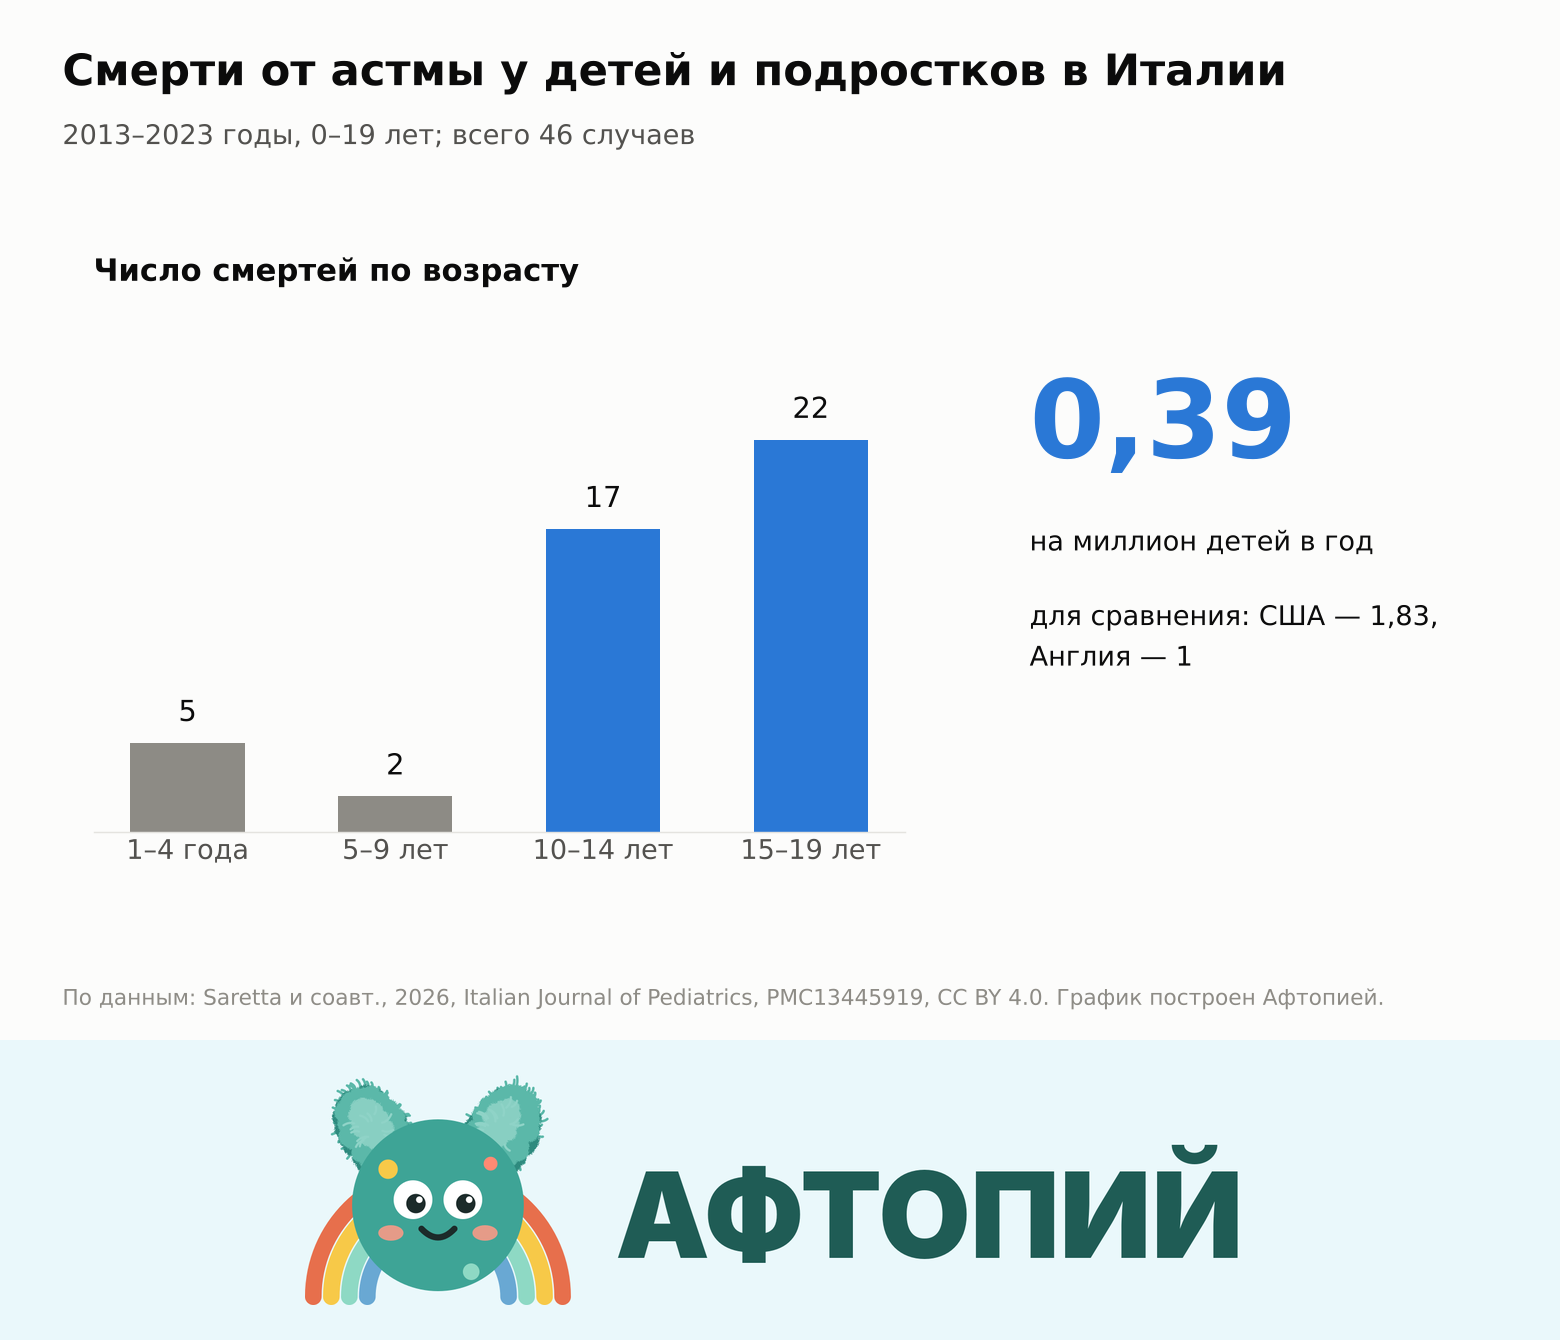 Смерти от астмы у детей и подростков в Италии
2013–2023 годы, 0–19 лет; всего 46 случаев
Число смертей по возрасту
0,39
на миллион детей в год
для сравнения: США — 1,83,
Англия — 1
5
2
17
22
1–4 года
5–9 лет
10–14 лет
15–19 лет
По данным: Saretta и соавт., 2026, Italian Journal of Pediatrics, PMC13445919, CC BY 4.0. График построен Афтопией.
АФТОПИЙ